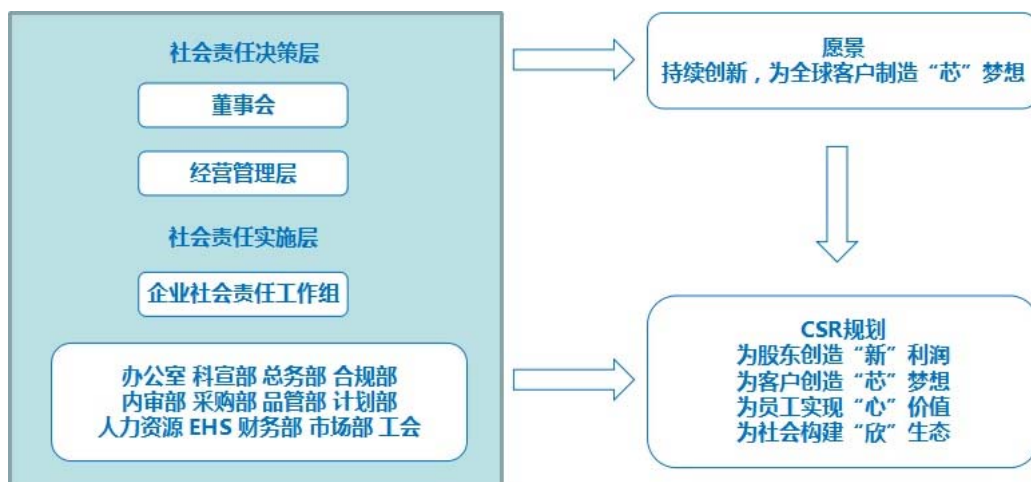 社会责任决策层
董事会
经营管理层
社会责任实施层
企业社会责任工作组
办公室 科宣部 总务部 合规部
内审部 采购部 品管部 计划部
人力资源 EHS 财务部 市场部 工会
愿景
持续创新，为全球客户制造“芯”梦想
CSR规划
为股东创造“新”利润
为客户创造“芯”梦想
为员工实现“心”价值
为社会构建“欣”生态